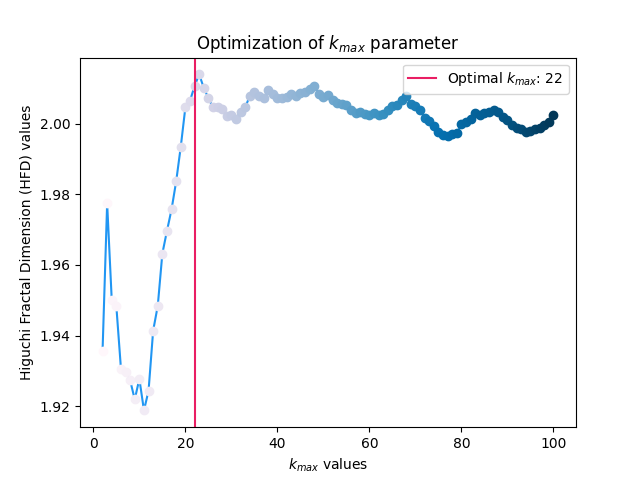 Optimization of k_max parameter
Optimal k_max: 22
Higuchi Fractal Dimension (HFD) values
2.00
1.98
1.96
1.94
1.92
0 20 40 60 80 100
k_max values